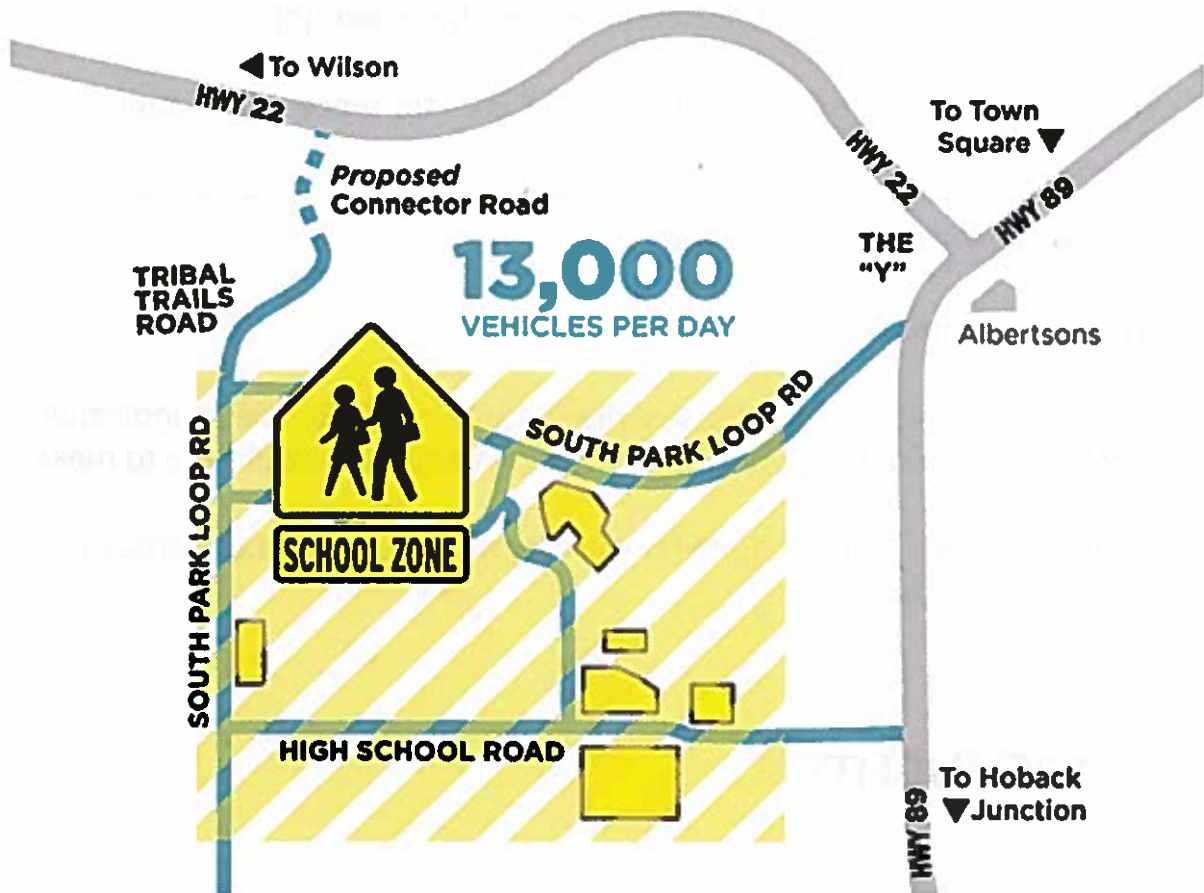 ◀To Wilson
HWY 22
To Town
Square ▼
HWY 22
HWY 89
Proposed
Connector Road
THE
"Y"
TRIBAL
TRAILS
ROAD
13,000
VEHICLES PER DAY
Albertsons
SOUTH PARK LOOP RD
SOUTH PARK LOOP RD
SCHOOL ZONE
HIGH SCHOOL ROAD
To Hoback
▼Junction
HWY 89